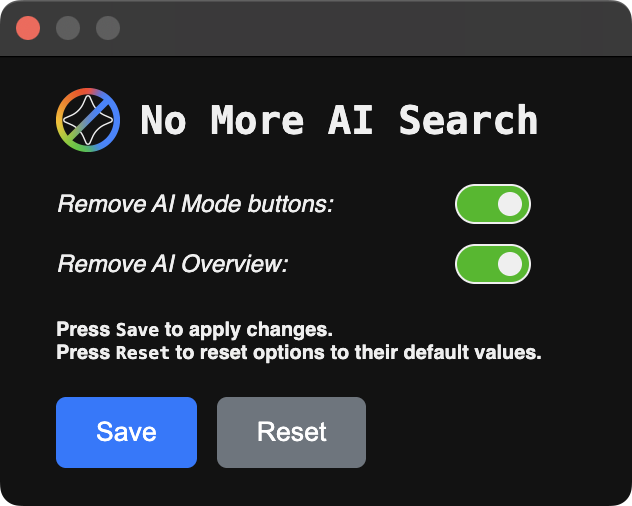 No More AI Search
Remove AI Mode buttons:
Remove AI Overview:
Press Save to apply changes.
Press Reset to reset options to their default values.
Save
Reset